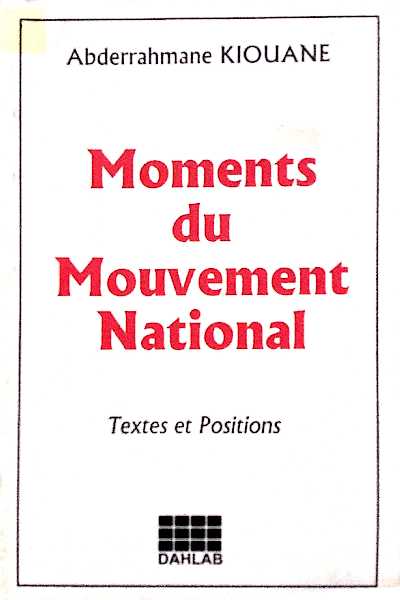 Abderrahmane KIOUANE
Moments
du
Mouvement
National
Textes et Positions
DAHLAB